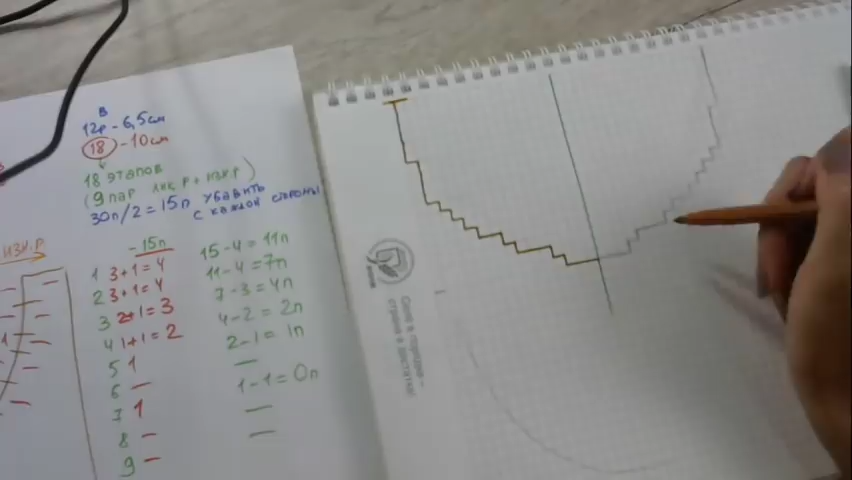 В
12р - 6,5см
18 - 10см
18 этапов
(9 пар лиц.р + изн.р)
30п/2 = 15п убавить
с каждой стороны
изн.р
-15п
1 3+1=4
2 3+1=4
3 2+1=3
4 1+1=2
5 1
6 —
7 1
8 —
9 —
15-4=11п
11-4=7п
7-3=4п
4-2=2п
2-1=1п
—
1-1=0п
—
—